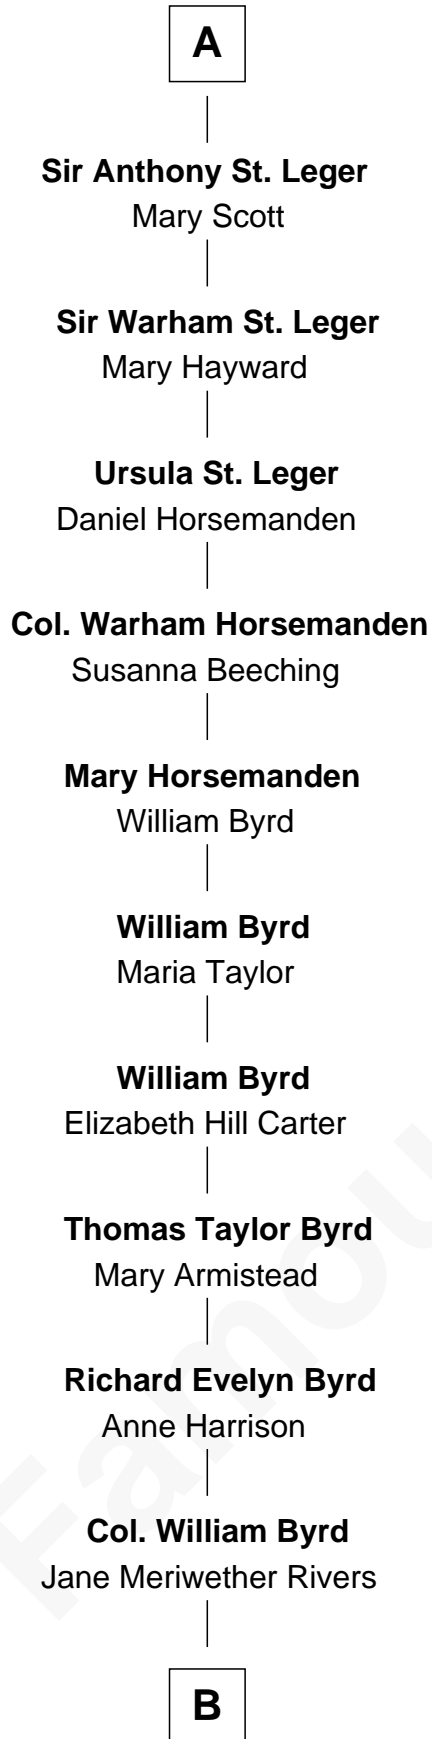 A
Sir Anthony St. Leger
Mary Scott
Sir Warham St. Leger
Mary Hayward
Ursula St. Leger
Daniel Horsemanden
Col. Warham Horsemanden
Susanna Beeching
Mary Horsemanden
William Byrd
William Byrd
Maria Taylor
William Byrd
Elizabeth Hill Carter
Thomas Taylor Byrd
Mary Armistead
Richard Evelyn Byrd
Anne Harrison
Col. William Byrd
Jane Meriwether Rivers
B
Famou